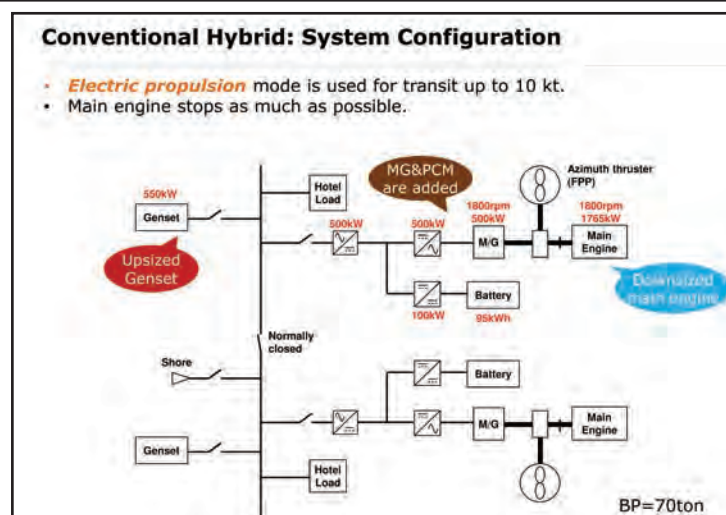 Conventional Hybrid: System Configuration
• Electric propulsion mode is used for transit up to 10 kt.
• Main engine stops as much as possible.
550kW
Genset
Upsized
Genset
Hotel
Load
MG&PCM
are added
500kW
500kW
1800rpm
500kW
M/G
Azimuth thruster
(FPP)
1800rpm
1765kW
Main
Engine
Downsized
main engine
100kW
Battery
95kWh
Normally
closed
Shore
Battery
Genset
M/G
Main
Engine
Hotel
Load
BP=70ton